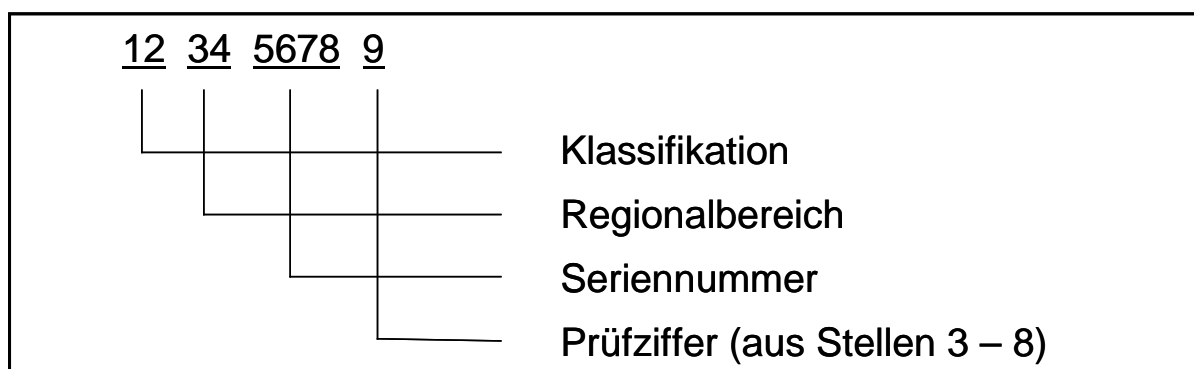 12 34 5678 9
Klassifikation
Regionalbereich
Seriennummer
Prüfziffer (aus Stellen 3 – 8)